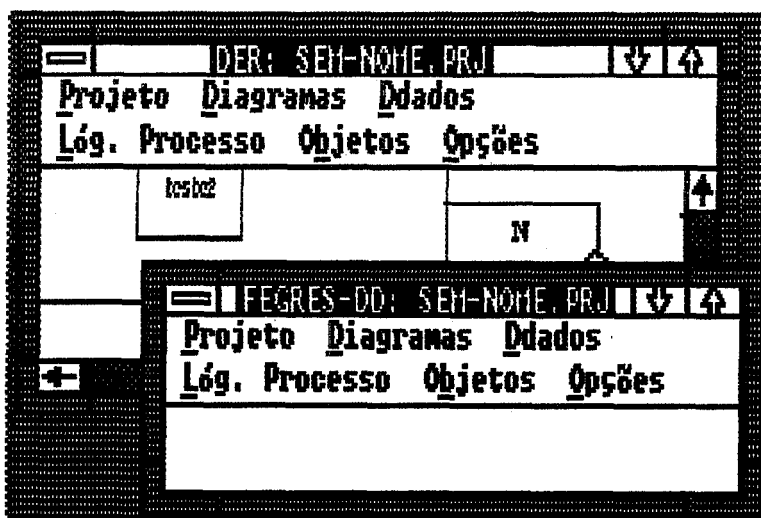 DER: SEM-NOME.PRJ
Projeto Diagramas Ddados
Lóg. Processo Objetos Opções
N
FEGRES-DD: SEM-NOME.PRJ
Projeto Diagramas Ddados
Lóg. Processo Objetos Opções